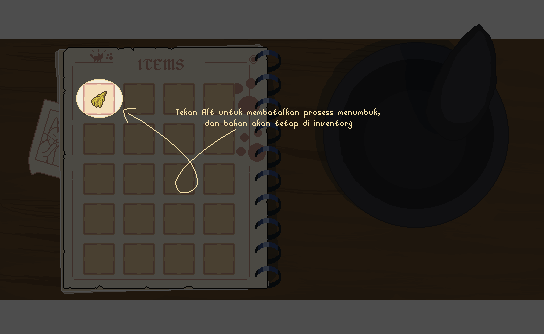 ITEMS
Tekan Alt untuk membatalkan prosess menumbuk,
dan bahan akan tetap di inventory